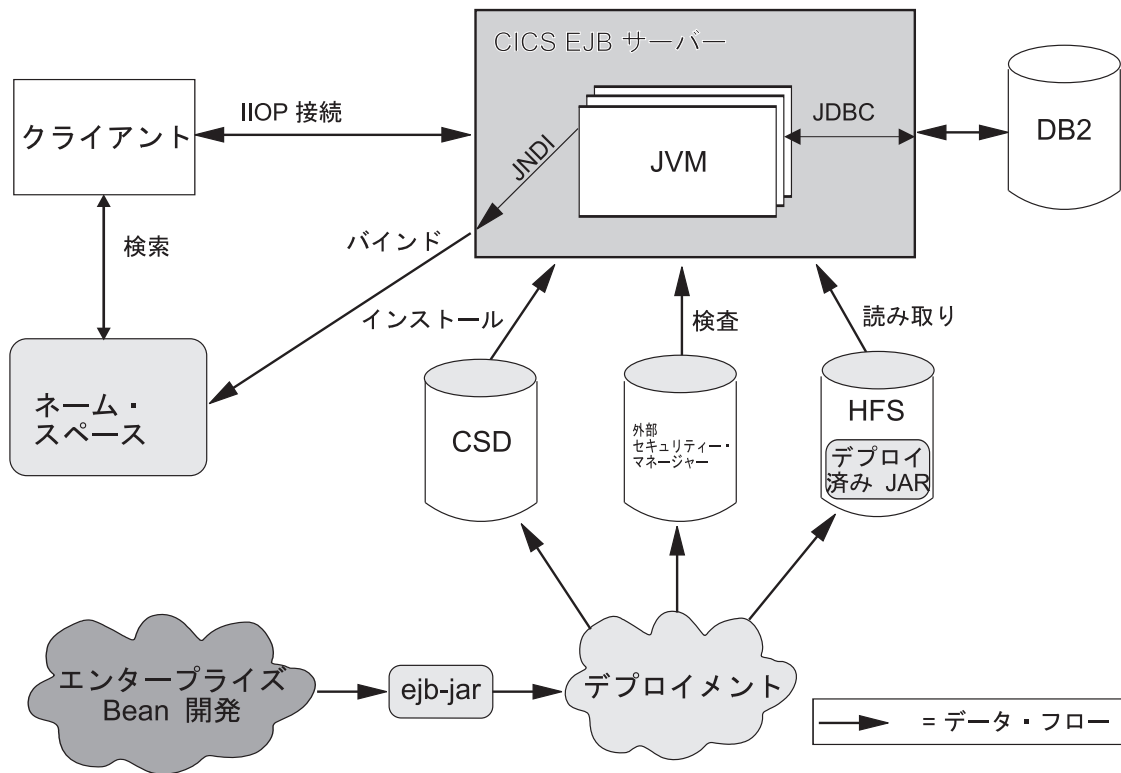 CICS EJB サーバー
クライアント
IIOP 接続
JNDI
JVM
JDBC
DB2
検索
バインド
インストール
検査
読み取り
ネーム・
スペース
CSD
外部
セキュリティー・
マネージャー
HFS
デプロイ
済み JAR
エンタープライズ
Bean 開発
ejb-jar
デプロイメント
= データ・フロー